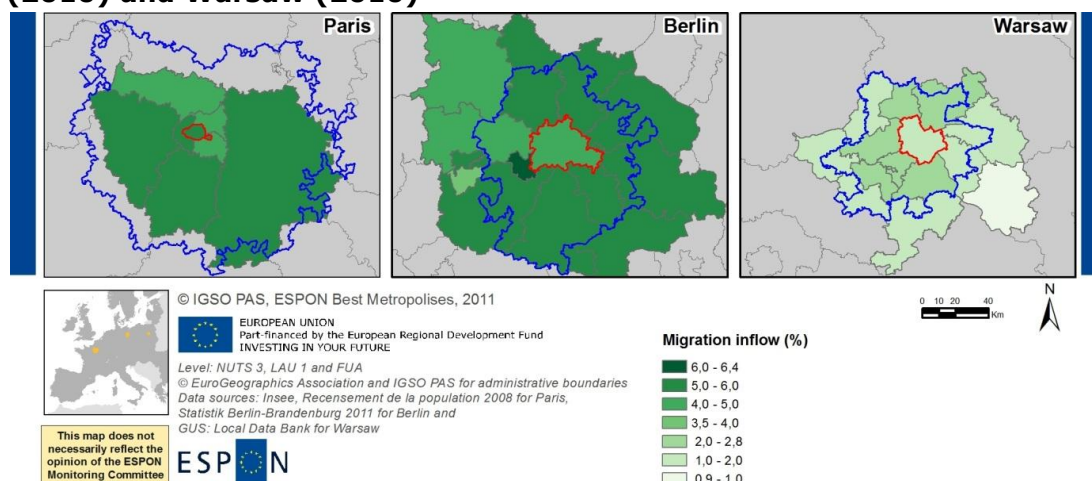 (2010) and Warsaw (2010)
Paris
Berlin
Warsaw
© IGSO PAS, ESPON Best Metropolises, 2011
EUROPEAN UNION
Part-financed by the European Regional Development Fund
INVESTING IN YOUR FUTURE
Level: NUTS 3, LAU 1 and FUA
© EuroGeographics Association and IGSO PAS for administrative boundaries
Data sources: Insee, Recensement de la population 2008 for Paris,
Statistik Berlin-Brandenburg 2011 for Berlin and
GUS: Local Data Bank for Warsaw
This map does not
necessarily reflect the
opinion of the ESPON
Monitoring Committee
ESPON
N
0 10 20 40
Km
Migration inflow (%)
6,0 - 6,4
5,0 - 6,0
4,0 - 5,0
3,5 - 4,0
2,0 - 2,8
1,0 - 2,0
0,9 - 1,0